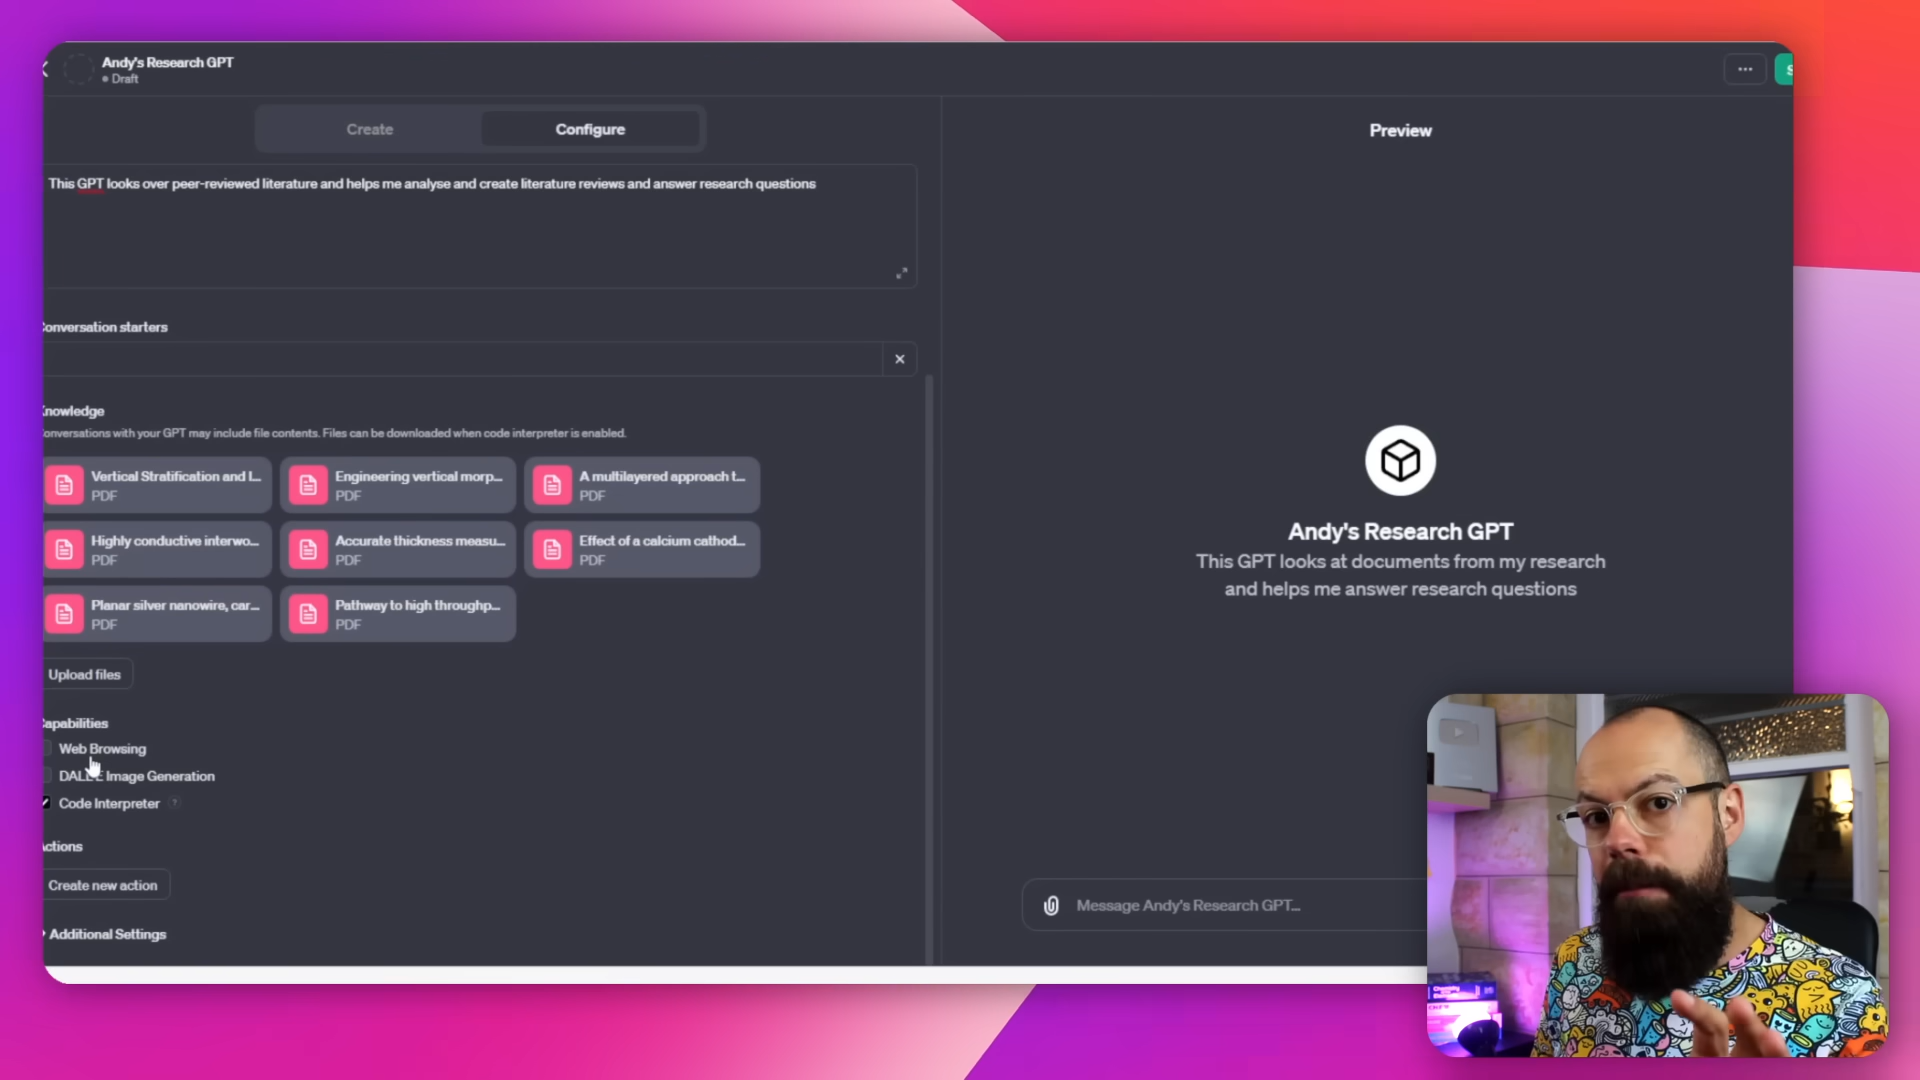 Andy's Research GPT
Draft
S
Create
Configure
Preview
This GPT looks over peer-reviewed literature and helps me analyse and create literature reviews and answer research questions
onversation starters
nowledge
onversations with your GPT may include file contents. Files can be downloaded when code interpreter is enabled.
Vertical Stratification and I...
PDF
Engineering vertical morp...
PDF
A multilayered approach t...
PDF
Highly conductive interwo...
PDF
Accurate thickness measu...
PDF
Effect of a calcium cathod...
PDF
Planar silver nanowire, car...
PDF
Pathway to high throughp...
PDF
Upload files
apabilities
Web Browsing
DALL·E Image Generation
Code Interpreter ?
ctions
Create new action
Additional Settings
Andy's Research GPT
This GPT looks at documents from my research
and helps me answer research questions
Message Andy's Research GPT...